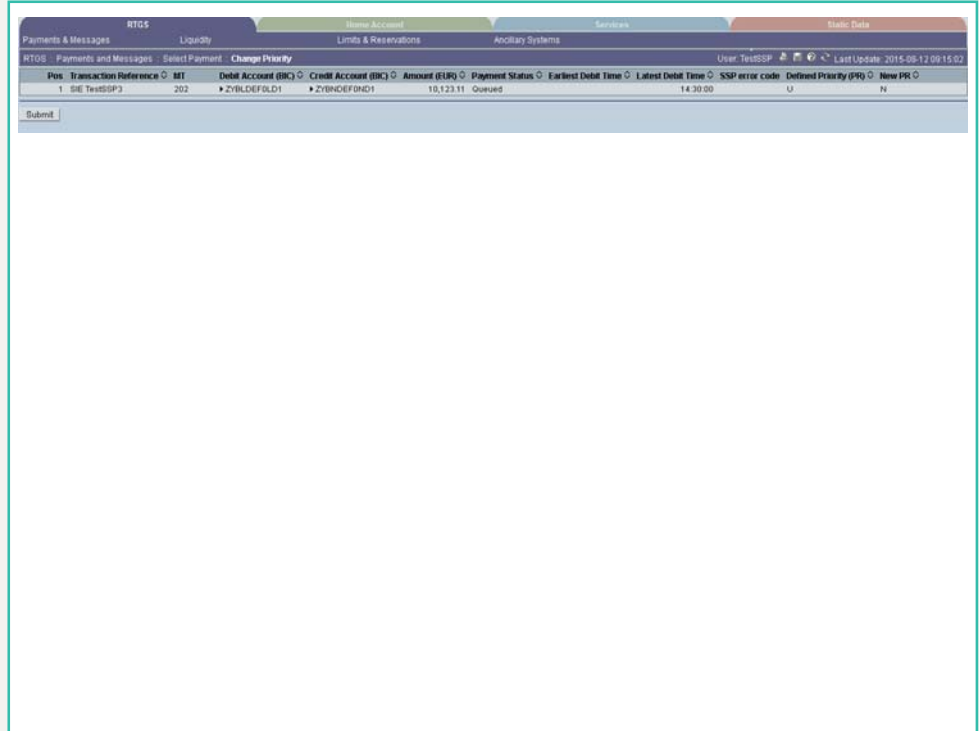 RTGS Home Account Services Static Data
Payments & Messages Liquidity Limits & Reservations Ancillary Systems
RTGS :: Payments and Messages :: Select Payment :: Change Priority User: TestSSP Last Update: 2015-08-12 09:15:02
Pos Transaction Reference MT Debit Account (BIC) Credit Account (BIC) Amount (EUR) Payment Status Earliest Debit Time Latest Debit Time SSP error code Defined Priority (PR) New PR
1 SIE TestSSP3 202 ZYBLDEF0LD1 ZYBNDEF0ND1 10,123.11 Queued 14:30:00 U N
Submit